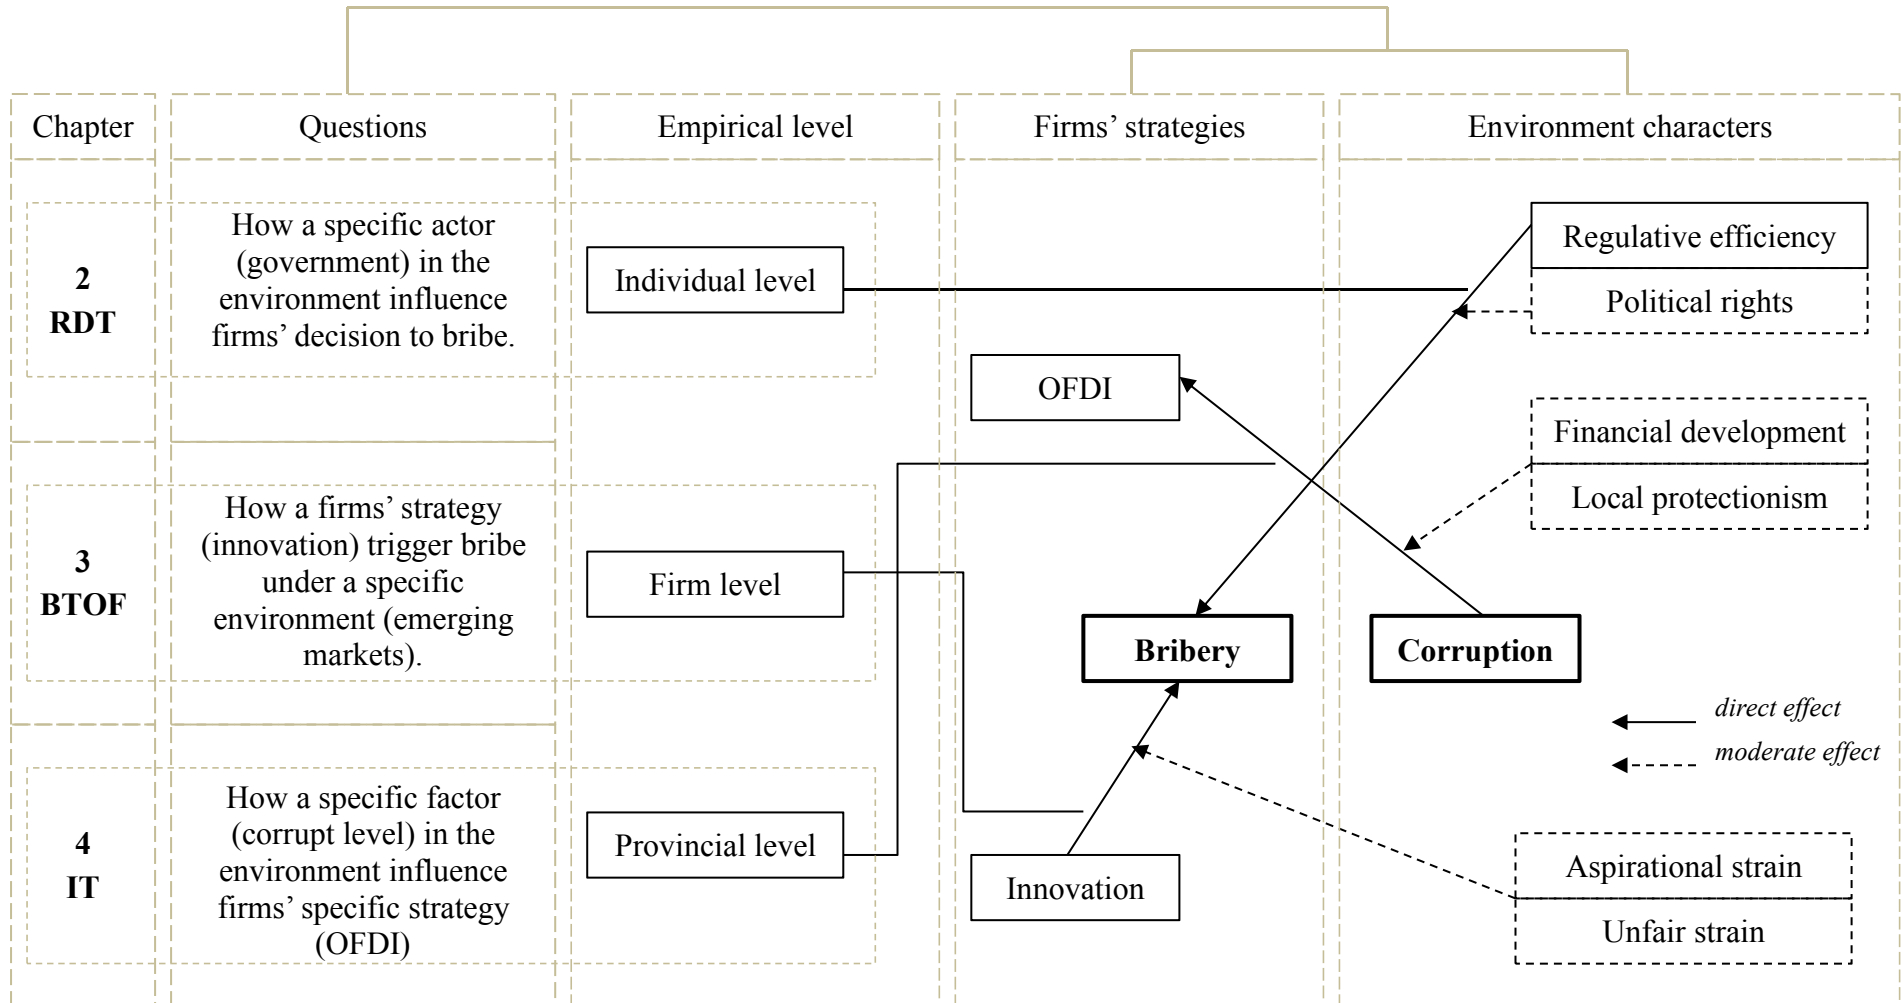 Chapter
Questions
Empirical level
Firms’ strategies
Environment characters
2
RDT
How a specific actor
(government) in the
environment influence
firms’ decision to bribe.
Individual level
Regulative efficiency
Political rights
OFDI
Financial development
Local protectionism
3
BTOF
How a firms’ strategy
(innovation) trigger bribe
under a specific
environment (emerging
markets).
Firm level
Bribery
Corruption
direct effect
moderate effect
4
IT
How a specific factor
(corrupt level) in the
environment influence
firms’ specific strategy
(OFDI)
Provincial level
Innovation
Aspirational strain
Unfair strain